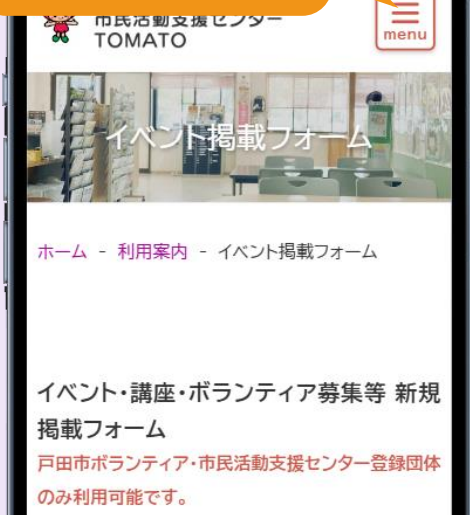 市民活動支援センター
TOMATO
menu
イベント掲載フォーム
ホーム - 利用案内 - イベント掲載フォーム
イベント・講座・ボランティア募集等 新規
掲載フォーム
戸田市ボランティア・市民活動支援センター登録団体
のみ利用可能です。